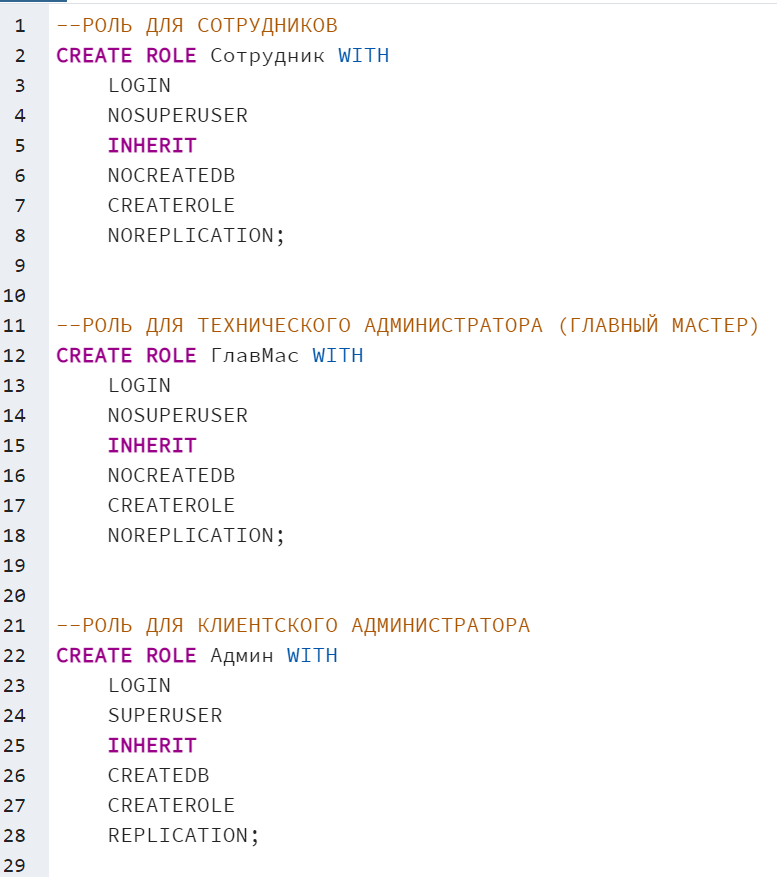 1 --РОЛЬ ДЛЯ СОТРУДНИКОВ
2 CREATE ROLE Сотрудник WITH
3     LOGIN
4     NOSUPERUSER
5     INHERIT
6     NOCREATEDB
7     CREATEROLE
8     NOREPLICATION;
9
10
11 --РОЛЬ ДЛЯ ТЕХНИЧЕСКОГО АДМИНИСТРАТОРА (ГЛАВНЫЙ МАСТЕР)
12 CREATE ROLE ГлавМас WITH
13     LOGIN
14     NOSUPERUSER
15     INHERIT
16     NOCREATEDB
17     CREATEROLE
18     NOREPLICATION;
19
20
21 --РОЛЬ ДЛЯ КЛИЕНТСКОГО АДМИНИСТРАТОРА
22 CREATE ROLE Админ WITH
23     LOGIN
24     SUPERUSER
25     INHERIT
26     CREATEDB
27     CREATEROLE
28     REPLICATION;
29